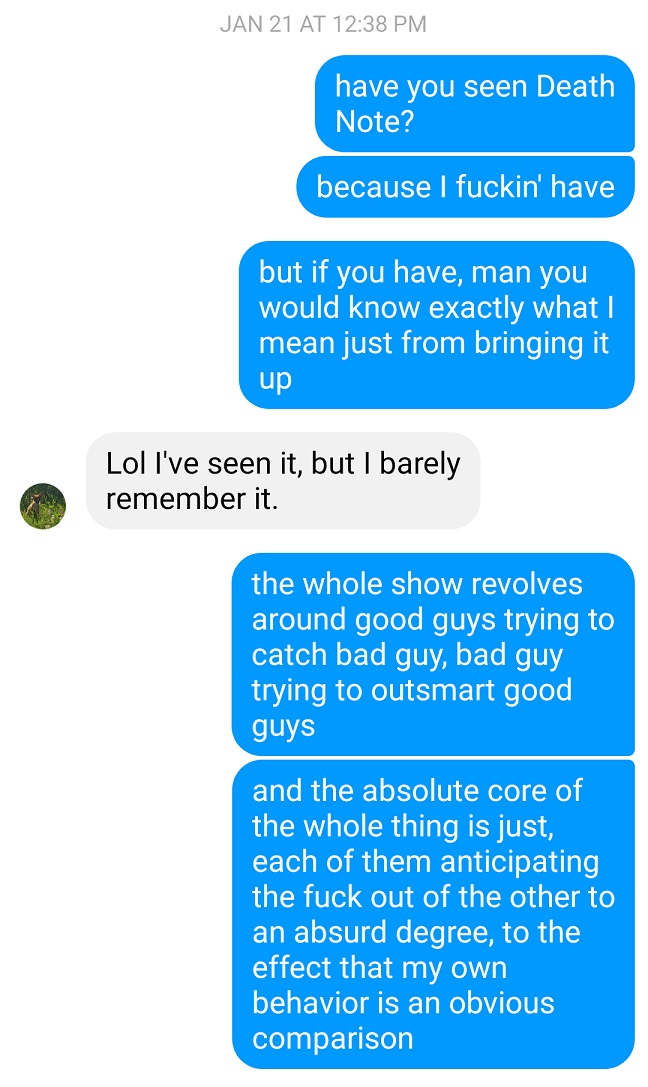 JAN 21 AT 12:38 PM
have you seen Death
Note?
because I fuckin' have
but if you have, man you
would know exactly what I
mean just from bringing it
up
Lol I've seen it, but I barely
remember it.
the whole show revolves
around good guys trying to
catch bad guy, bad guy
trying to outsmart good
guys
and the absolute core of
the whole thing is just,
each of them anticipating
the fuck out of the other to
an absurd degree, to the
effect that my own
behavior is an obvious
comparison